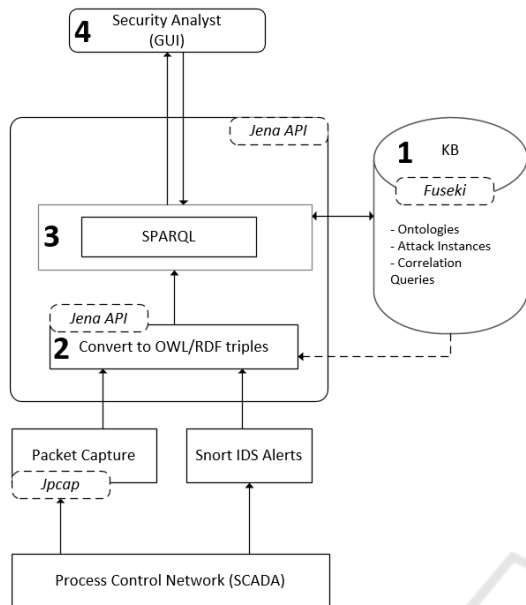 4 Security Analyst
(GUI)
Jena API
1 KB
Fuseki
- Ontologies
- Attack Instances
- Correlation
Queries
3 SPARQL
Jena API
2 Convert to OWL/RDF triples
Packet Capture
Jpcap
Snort IDS Alerts
Process Control Network (SCADA)